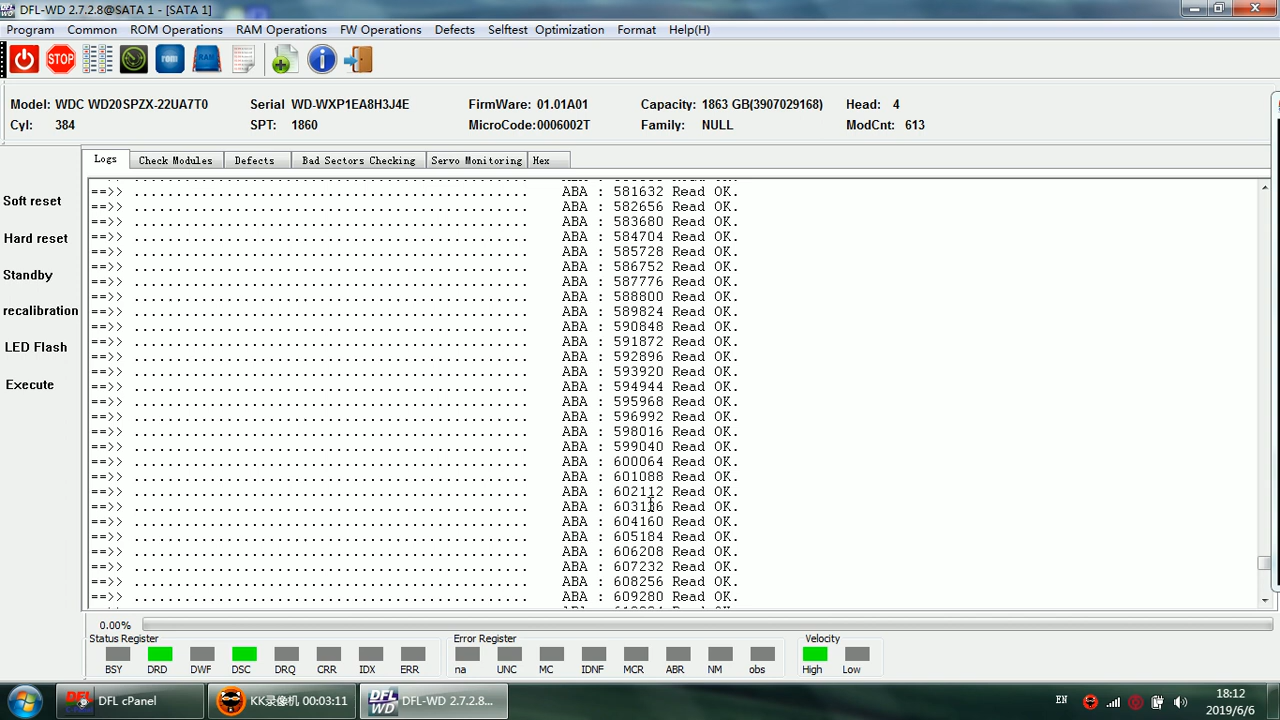 DFL-WD 2.7.2.8@SATA 1 - [SATA 1]
Program Common ROM Operations RAM Operations FW Operations Defects Selftest Optimization Format Help(H)
STOP rom RAM
Model: WDC WD20SPZX-22UA7T0 Serial WD-WXP1EA8H3J4E FirmWare: 01.01A01 Capacity: 1863 GB(3907029168) Head: 4
Cyl: 384 SPT: 1860 MicroCode:0006002T Family: NULL ModCnt: 613
Logs Check Modules Defects Bad Sectors Checking Servo Monitoring Hex
Soft reset
Hard reset
Standby
recalibration
LED Flash
Execute
==>> ............................................... ABA : 581632 Read OK.
==>> ............................................... ABA : 582656 Read OK.
==>> ............................................... ABA : 583680 Read OK.
==>> ............................................... ABA : 584704 Read OK.
==>> ............................................... ABA : 585728 Read OK.
==>> ............................................... ABA : 586752 Read OK.
==>> ............................................... ABA : 587776 Read OK.
==>> ............................................... ABA : 588800 Read OK.
==>> ............................................... ABA : 589824 Read OK.
==>> ............................................... ABA : 590848 Read OK.
==>> ............................................... ABA : 591872 Read OK.
==>> ............................................... ABA : 592896 Read OK.
==>> ............................................... ABA : 593920 Read OK.
==>> ............................................... ABA : 594944 Read OK.
==>> ............................................... ABA : 595968 Read OK.
==>> ............................................... ABA : 596992 Read OK.
==>> ............................................... ABA : 598016 Read OK.
==>> ............................................... ABA : 599040 Read OK.
==>> ............................................... ABA : 600064 Read OK.
==>> ............................................... ABA : 601088 Read OK.
==>> ............................................... ABA : 602112 Read OK.
==>> ............................................... ABA : 603136 Read OK.
==>> ............................................... ABA : 604160 Read OK.
==>> ............................................... ABA : 605184 Read OK.
==>> ............................................... ABA : 606208 Read OK.
==>> ............................................... ABA : 607232 Read OK.
==>> ............................................... ABA : 608256 Read OK.
==>> ............................................... ABA : 609280 Read OK.
0.00%
Status Register Error Register Velocity
BSY DRD DWF DSC DRQ CRR IDX ERR na UNC MC IDNF MCR ABR NM obs High Low
DFL DFL cPanel KK录像机 00:03:11 DFL WD DFL-WD 2.7.2.8... EN 18:12
2019/6/6